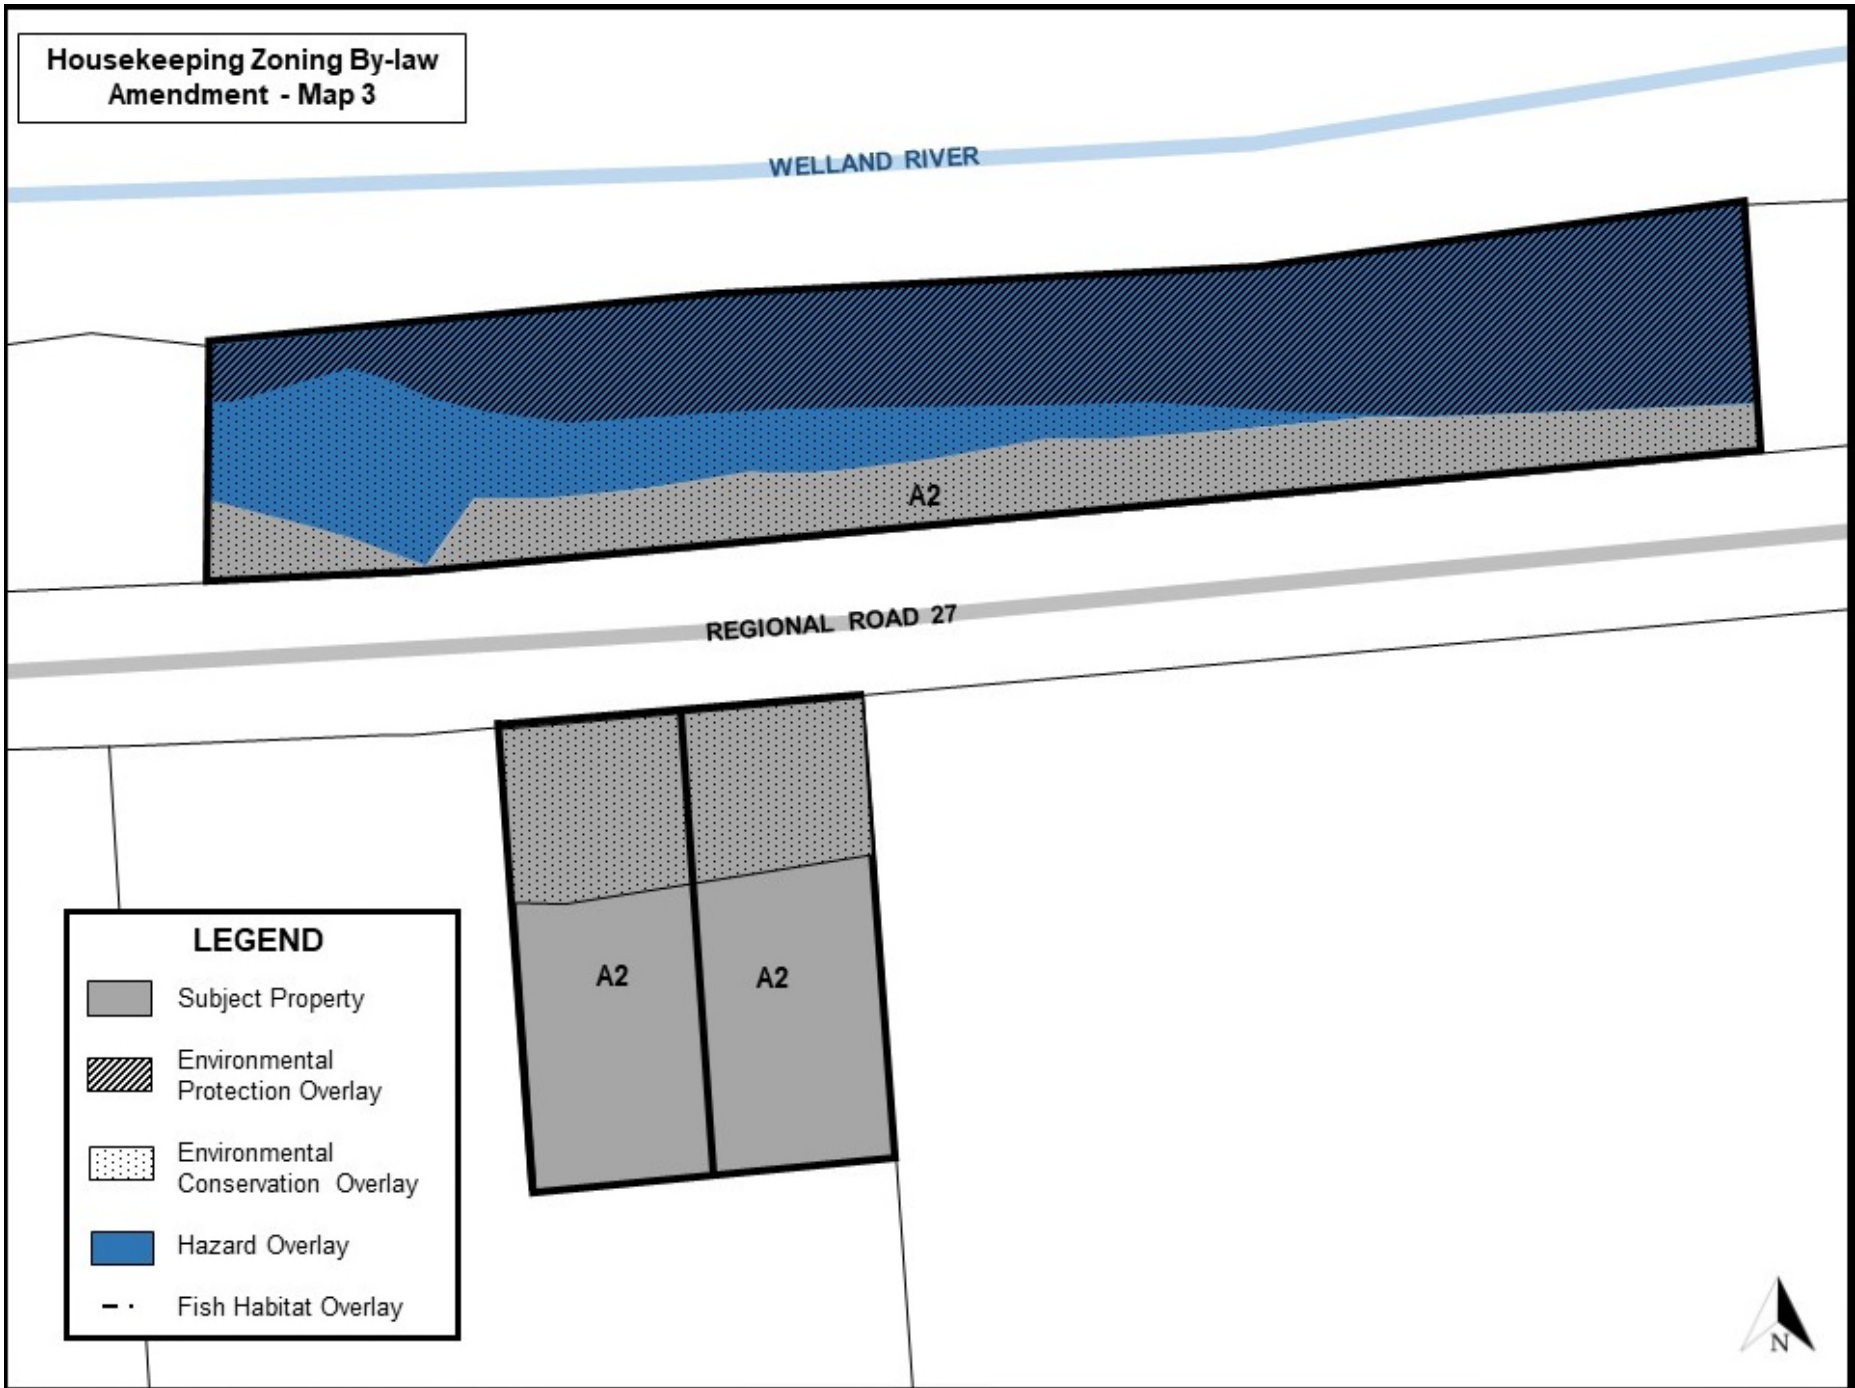 Housekeeping Zoning By-law
Amendment - Map 3
WELLAND RIVER
A2
REGIONAL ROAD 27
A2
A2
LEGEND
Subject Property
Environmental
Protection Overlay
Environmental
Conservation Overlay
Hazard Overlay
Fish Habitat Overlay
N